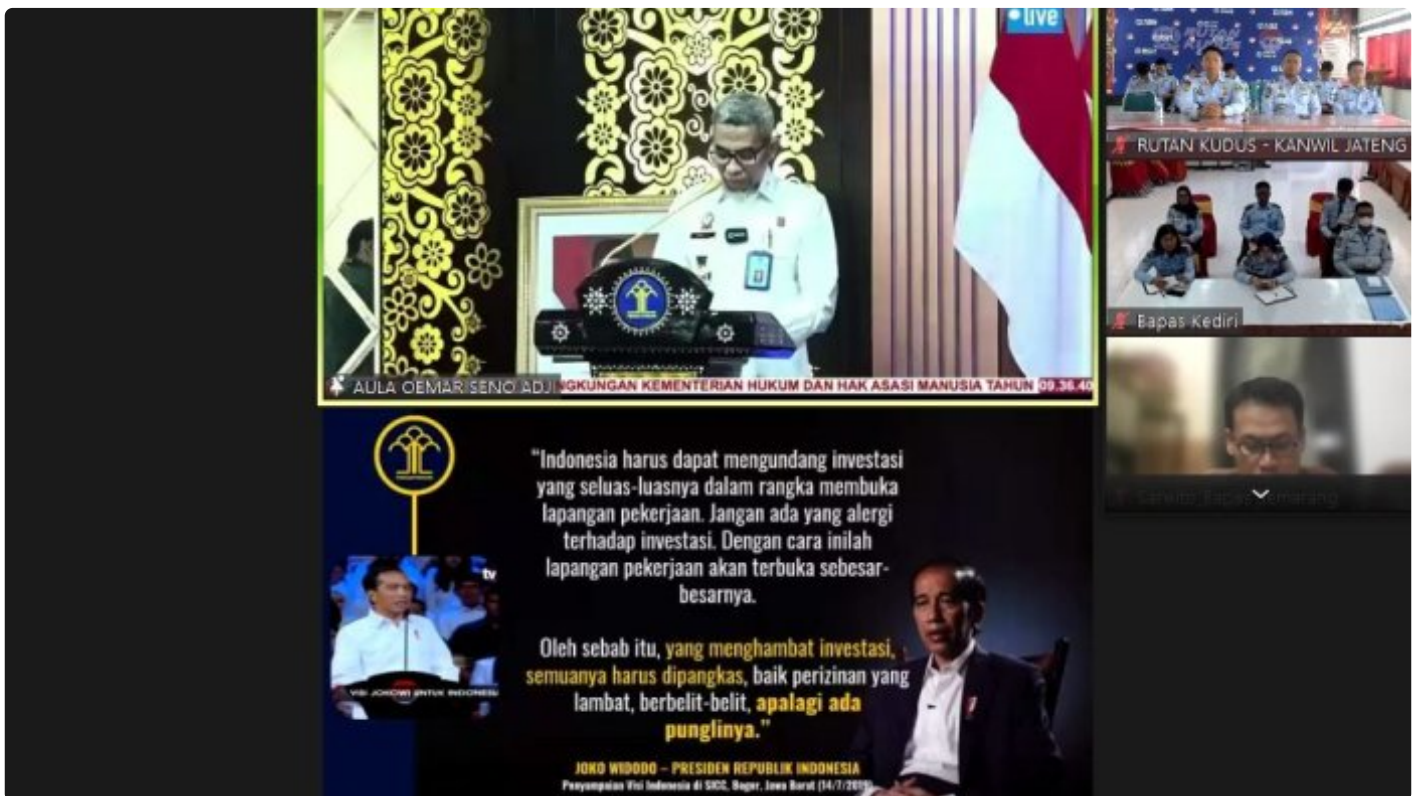 live
AULA OEMAR SENO ADJI
NGKUNGAN KEMENTERIAN HUKUM DAN HAK ASASI MANUSIA TAHUN
09.36.40
RUTAN KUDUS - KANWIL JATENG
Bapas Kediri
“Indonesia harus dapat mengundang investasi
yang seluas-luasnya dalam rangka membuka
lapangan pekerjaan. Jangan ada yang alergi
terhadap investasi. Dengan cara inilah
lapangan pekerjaan akan terbuka sebesar-
besarnya.
Oleh sebab itu, yang menghambat investasi,
semuanya harus dipangkas, baik perizinan yang
lambat, berbelit-belit, apalagi ada
punglinya.”
JOKO WIDODO – PRESIDEN REPUBLIK INDONESIA
Penyampaian Visi Indonesia di SICC, Bogor, Jawa Barat (14/7/2019)
tv
VISI JOKOWI UNTUK INDONESIA